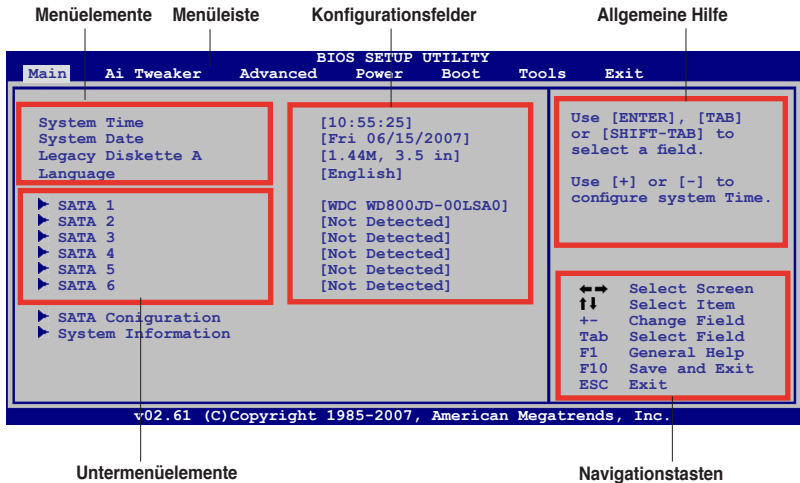 Menüelemente Menüleiste Konfigurationsfelder Allgemeine Hilfe
BIOS SETUP UTILITY
Main Ai Tweaker Advanced Power Boot Tools Exit
System Time [10:55:25]
System Date [Fri 06/15/2007]
Legacy Diskette A [1.44M, 3.5 in]
Language [English]
SATA 1 [WDC WD800JD-00LSA0]
SATA 2 [Not Detected]
SATA 3 [Not Detected]
SATA 4 [Not Detected]
SATA 5 [Not Detected]
SATA 6 [Not Detected]
SATA Coniguration
System Information
Use [ENTER], [TAB]
or [SHIFT-TAB] to
select a field.
Use [+] or [-] to
configure system Time.
←→ Select Screen
↑↓ Select Item
+- Change Field
Tab Select Field
F1 General Help
F10 Save and Exit
ESC Exit
v02.61 (C)Copyright 1985-2007, American Megatrends, Inc.
Untermenüelemente Navigationstasten